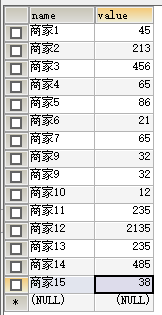 name value
商家1 45
商家2 213
商家3 456
商家4 65
商家5 86
商家6 21
商家7 65
商家9 32
商家9 32
商家10 12
商家11 235
商家12 2135
商家13 235
商家14 485
商家15 38
* (NULL) (NULL)